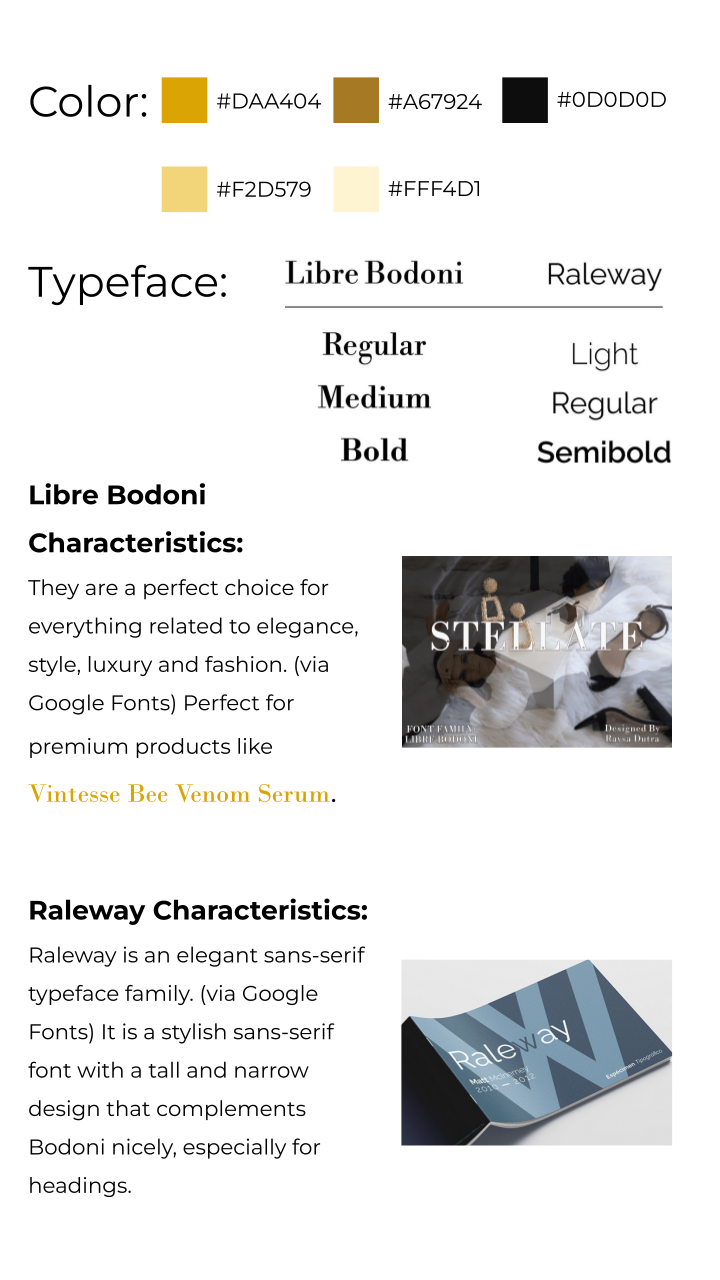 Color: #DAA404 #A67924 #0D0D0D
#F2D579 #FFF4D1
Typeface: Libre Bodoni Raleway
Regular Light
Medium Regular
Bold Semibold
Libre Bodoni
Characteristics:
They are a perfect choice for
everything related to elegance,
style, luxury and fashion. (via
Google Fonts) Perfect for
premium products like
Vintesse Bee Venom Serum.
STELLATE
FONT FAMILY
LIBRE BODONI
Designed By
Raysa Dutra
Raleway Characteristics:
Raleway is an elegant sans-serif
typeface family. (via Google
Fonts) It is a stylish sans-serif
font with a tall and narrow
design that complements
Bodoni nicely, especially for
headings.
Raleway
Matt McInerney
2010 — 2012
Espécimen Tipográfico